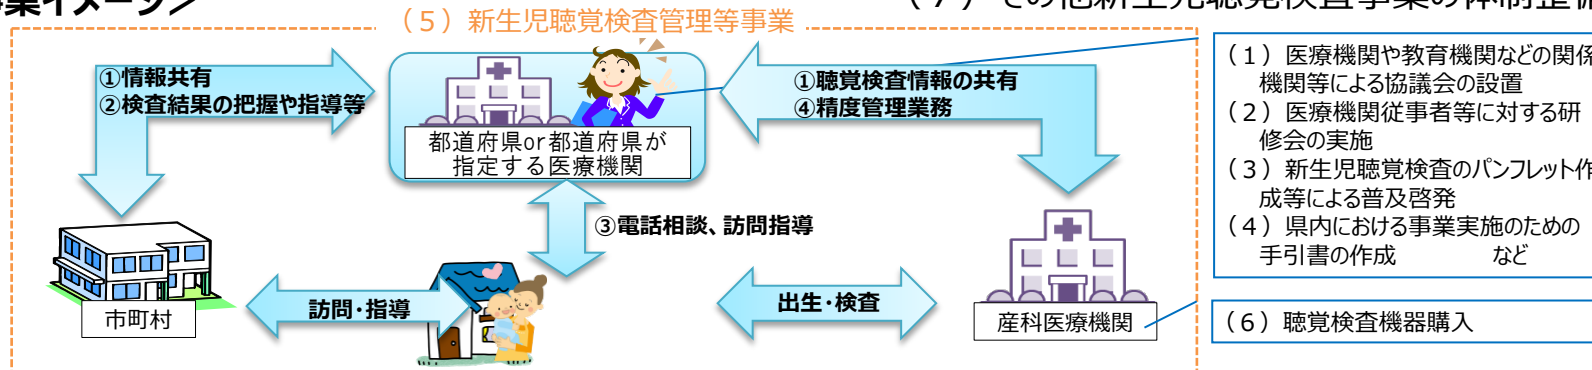 事業イメージ＞
（５）新生児聴覚検査管理等事業
（７）その他新生児聴覚検査事業の体制整備
①情報共有
②検査結果の把握や指導等
都道府県or都道府県が
指定する医療機関
①聴覚検査情報の共有
④精度管理業務
③電話相談、訪問指導
市町村
訪問・指導
出生・検査
産科医療機関
（１）医療機関や教育機関などの関係
機関等による協議会の設置
（２）医療機関従事者等に対する研
修会の実施
（３）新生児聴覚検査のパンフレット作
成等による普及啓発
（４）県内における事業実施のための
手引書の作成　　　　など
（６）聴覚検査機器購入